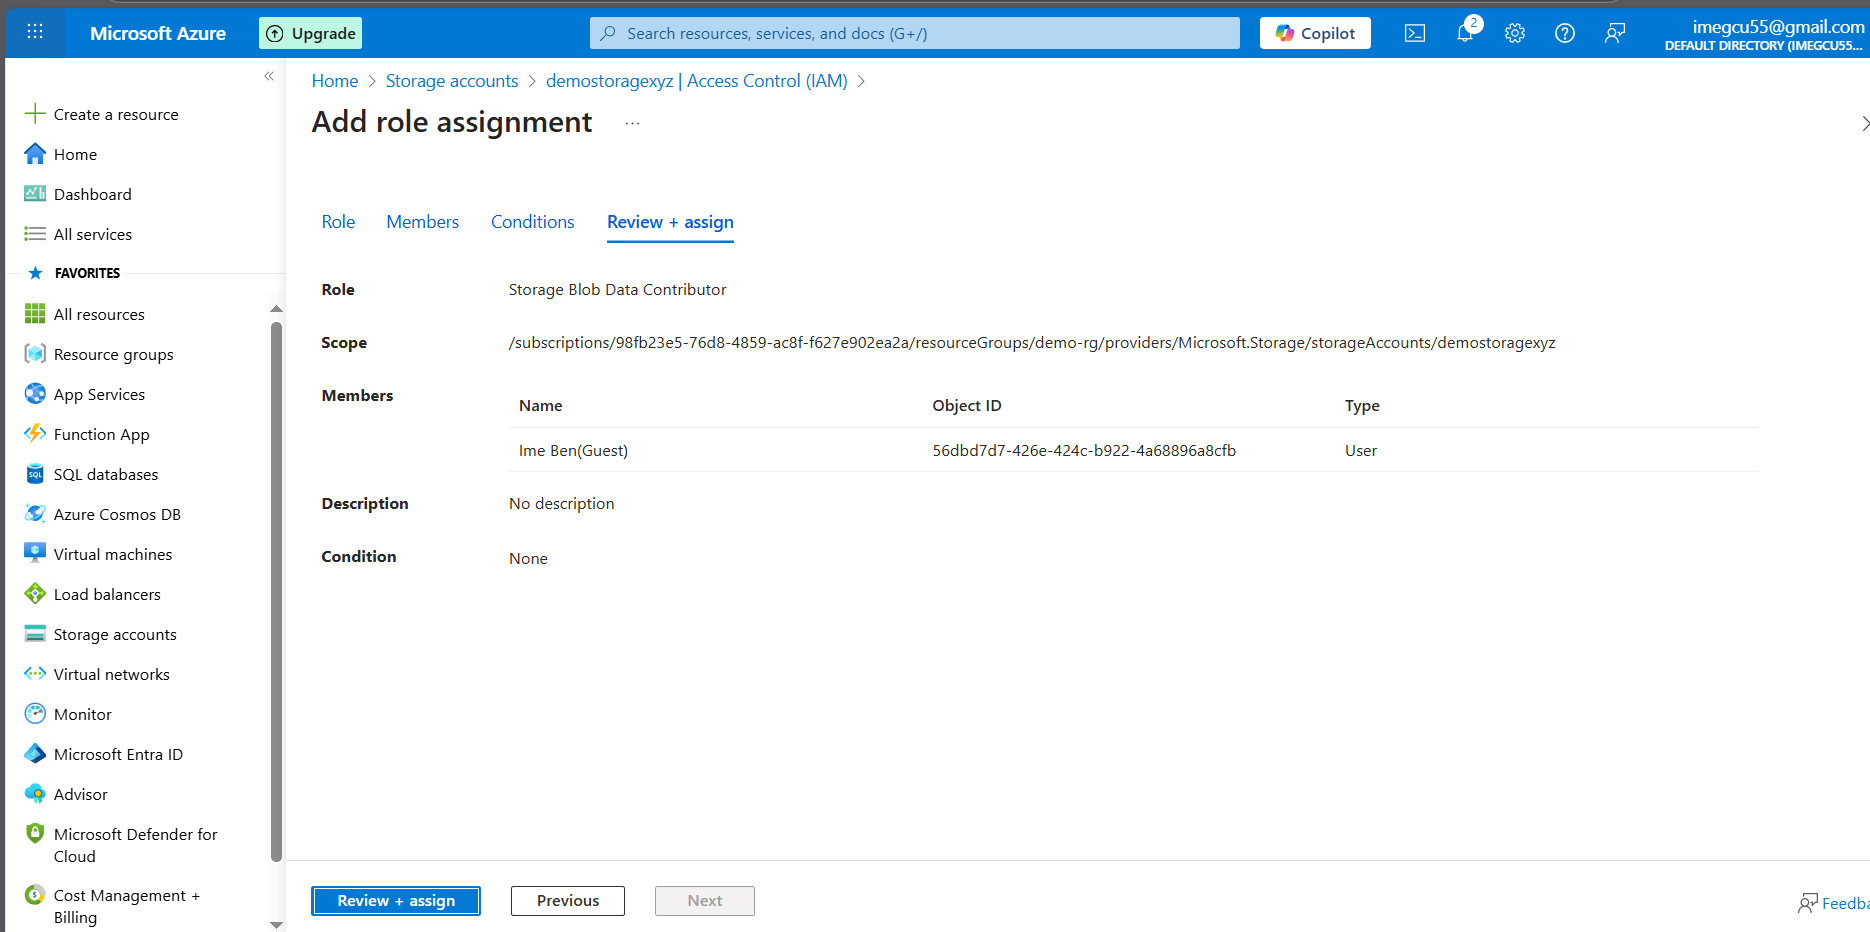 Microsoft Azure
Upgrade
Search resources, services, and docs (G+/)
Copilot
2
imegcu55@gmail.com
DEFAULT DIRECTORY (IMEGCU55...
Create a resource
Home
Dashboard
All services
FAVORITES
All resources
Resource groups
App Services
Function App
SQL databases
Azure Cosmos DB
Virtual machines
Load balancers
Storage accounts
Virtual networks
Monitor
Microsoft Entra ID
Advisor
Microsoft Defender for
Cloud
Cost Management +
Billing
Home > Storage accounts > demostoragexyz | Access Control (IAM) >
Add role assignment ...
Role Members Conditions Review + assign
Role Storage Blob Data Contributor
Scope /subscriptions/98fb23e5-76d8-4859-ac8f-f627e902ea2a/resourceGroups/demo-rg/providers/Microsoft.Storage/storageAccounts/demostoragexyz
Members
Name Object ID Type
Ime Ben(Guest) 56dbd7d7-426e-424c-b922-4a68896a8cfb User
Description No description
Condition None
Review + assign Previous Next
Feedba